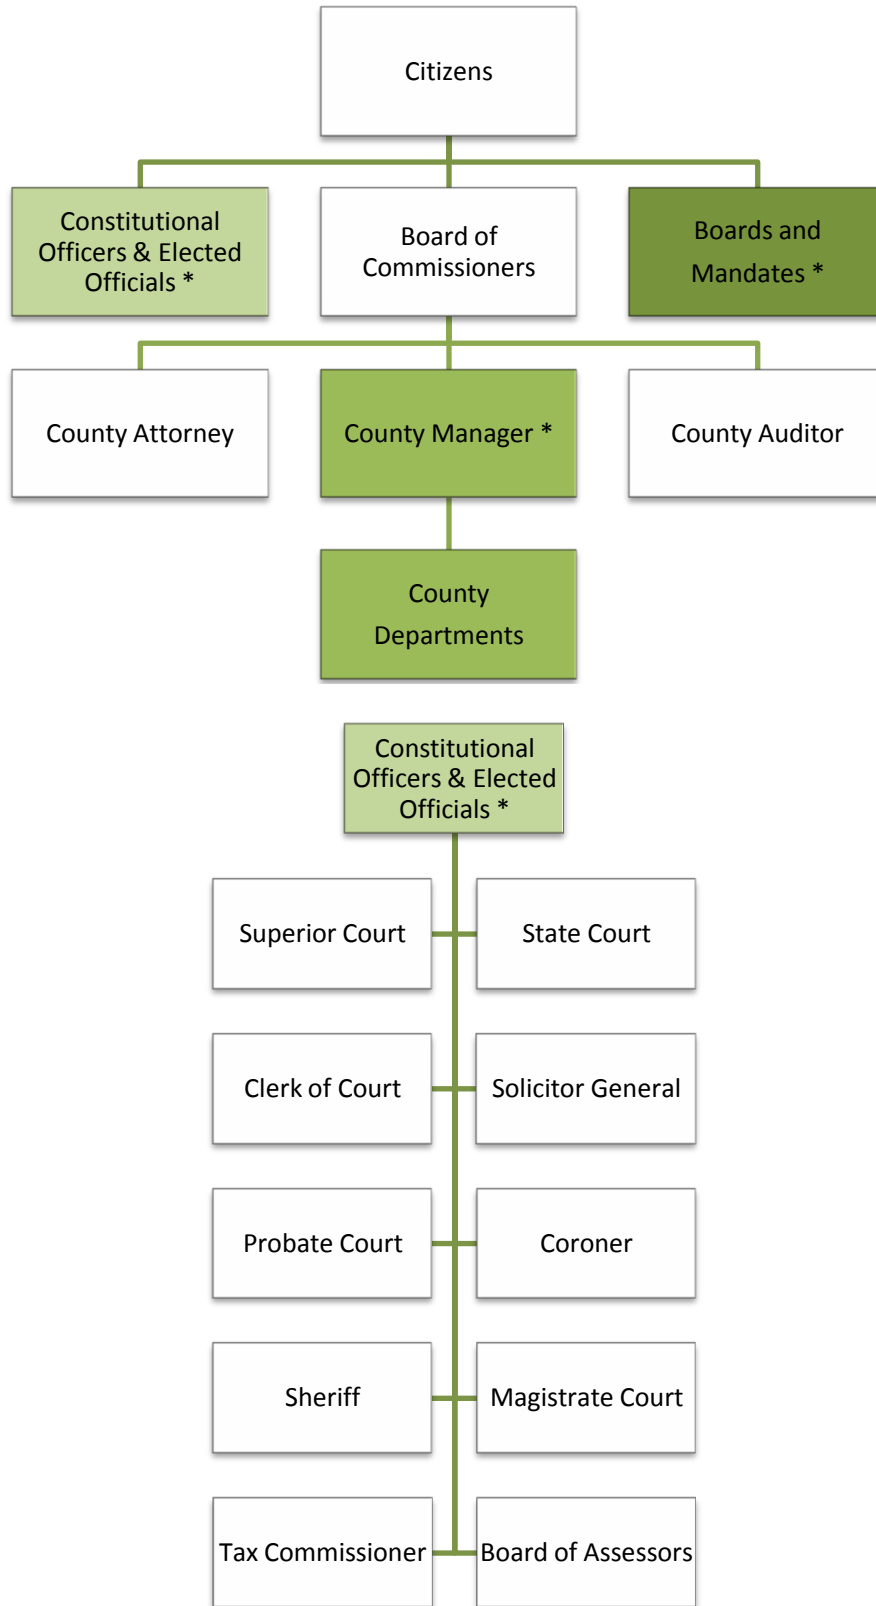 Citizens
Constitutional
Officers & Elected
Officials *
Board of
Commissioners
Boards and
Mandates *
County Attorney
County Manager *
County Auditor
County
Departments
Constitutional
Officers & Elected
Officials *
Superior Court
State Court
Clerk of Court
Solicitor General
Probate Court
Coroner
Sheriff
Magistrate Court
Tax Commissioner
Board of Assessors